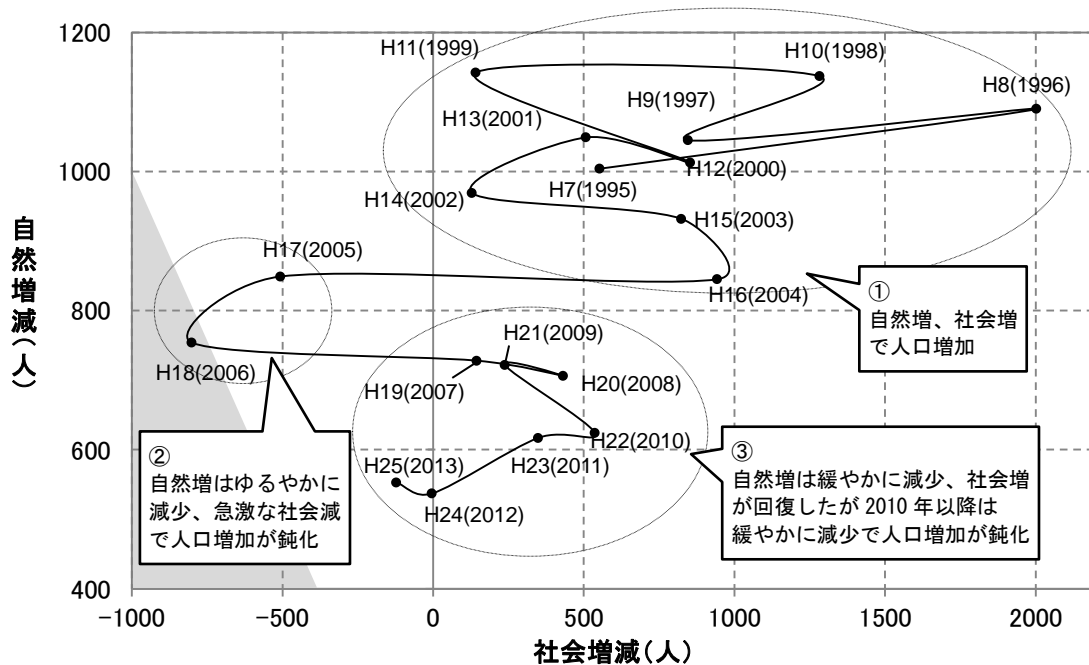 1200
1000
800
600
400
-1000
-500
0
500
1000
1500
2000
自然増減(人)
社会増減(人)
H11(1999)
H10(1998)
H8(1996)
H9(1997)
H13(2001)
H12(2000)
H7(1995)
H14(2002)
H15(2003)
H17(2005)
H16(2004)
①
自然増、社会増
で人口増加
H21(2009)
H18(2006)
H19(2007)
H20(2008)
H22(2010)
H25(2013)
H23(2011)
H24(2012)
②
自然増はゆるやかに
減少、急激な社会減
で人口増加が鈍化
③
自然増は緩やかに減少、社会増
が回復したが 2010 年以降は
緩やかに減少で人口増加が鈍化